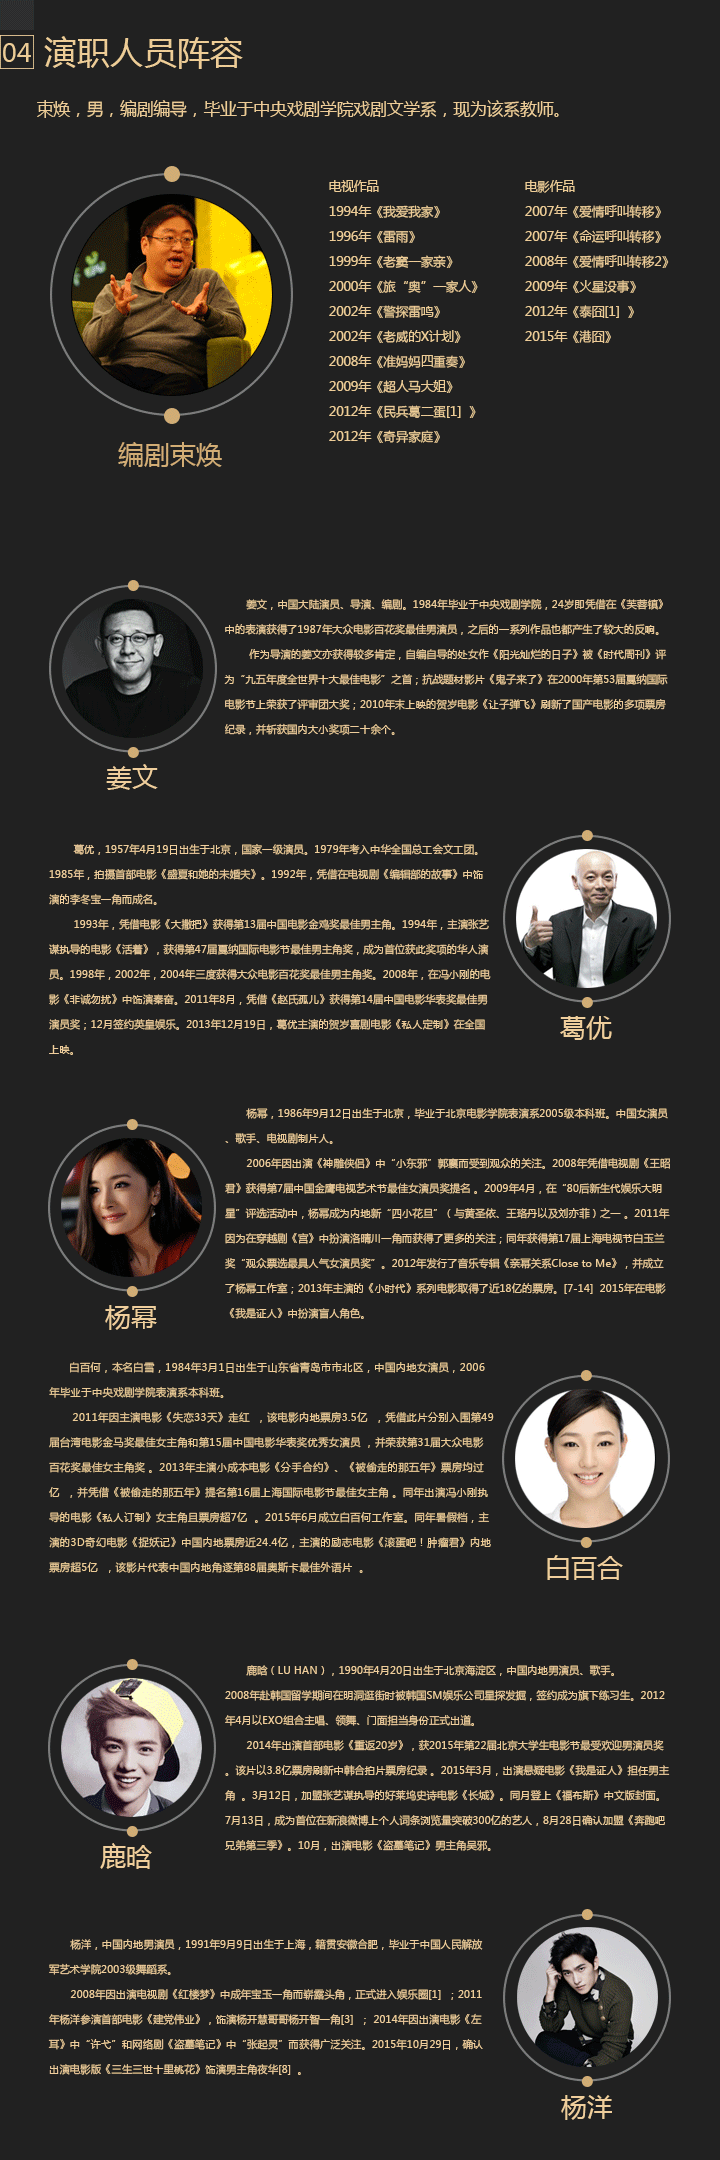 04 演职人员阵容
束焕，男，编剧编导，毕业于中央戏剧学院戏剧文学系，现为该系教师。
电视作品
1994年《我爱我家》
1996年《雷雨》
1999年《老窦一家亲》
2000年《旅“奥”一家人》
2002年《警探雷鸣》
2002年《老威的X计划》
2008年《准妈妈四重奏》
2009年《超人马大姐》
2012年《民兵葛二蛋[1] 》
2012年《奇异家庭》
电影作品
2007年《爱情呼叫转移》
2007年《命运呼叫转移》
2008年《爱情呼叫转移2》
2009年《火星没事》
2012年《泰囧[1] 》
2015年《港囧》
编剧束焕
姜文，中国大陆演员、导演、编剧。1984年毕业于中央戏剧学院，24岁即凭借在《芙蓉镇》
中的表演获得了1987年大众电影百花奖最佳男演员，之后的一系列作品也都产生了较大的反响。
作为导演的姜文亦获得较多肯定，自编自导的处女作《阳光灿烂的日子》被《时代周刊》评
为“九五年度全世界十大最佳电影”之首；抗战题材影片《鬼子来了》在2000年第53届戛纳国际
电影节上荣获了评审团大奖；2010年末上映的贺岁电影《让子弹飞》刷新了国产电影的多项票房
纪录，并斩获国内大小奖项二十余个。
姜文
葛优，1957年4月19日出生于北京，国家一级演员。1979年考入中华全国总工会文工团。
1985年，拍摄首部电影《盛夏和她的未婚夫》。1992年，凭借在电视剧《编辑部的故事》中饰
演的李冬宝一角而成名。
1993年，凭借电影《大撒把》获得第13届中国电影金鸡奖最佳男主角。1994年，主演张艺
谋执导的电影《活着》，获得第47届戛纳国际电影节最佳男主角奖，成为首位获此奖项的华人演
员。1998年，2002年，2004年三度获得大众电影百花奖最佳男主角奖。2008年，在冯小刚的电
影《非诚勿扰》中饰演秦奋。2011年8月，凭借《赵氏孤儿》获得第14届中国电影华表奖最佳男
演员奖；12月签约英皇娱乐。2013年12月19日，葛优主演的贺岁喜剧电影《私人定制》在全国
上映。
葛优
杨幂，1986年9月12日出生于北京，毕业于北京电影学院表演系2005级本科班。中国女演员
、歌手、电视剧制片人。
2006年因出演《神雕侠侣》中“小东邪”郭襄而受到观众的关注。2008年凭借电视剧《王昭
君》获得第7届中国金鹰电视艺术节最佳女演员奖提名 。2009年4月，在“80后新生代娱乐大明
星”评选活动中，杨幂成为内地新“四小花旦”（与黄圣依、王珞丹以及刘亦菲）之一 。2011年
因为在穿越剧《宫》中扮演洛晴川一角而获得了更多的关注；同年获得第17届上海电视节白玉兰
奖“观众票选最具人气女演员奖”。2012年发行了音乐专辑《亲幂关系Close to Me》，并成立
了杨幂工作室；2013年主演的《小时代》系列电影取得了近18亿的票房。[7-14] 2015年在电影
《我是证人》中扮演盲人角色。
杨幂
白百何，本名白雪，1984年3月1日出生于山东省青岛市市北区，中国内地女演员，2006
年毕业于中央戏剧学院表演系本科班。
2011年因主演电影《失恋33天》走红 ，该电影内地票房3.5亿 ，凭借此片分别入围第49
届台湾电影金马奖最佳女主角和第15届中国电影华表奖优秀女演员 ，并荣获第31届大众电影
百花奖最佳女主角奖 。2013年主演小成本电影《分手合约》、《被偷走的那五年》票房均过
亿 ，并凭借《被偷走的那五年》提名第16届上海国际电影节最佳女主角 。同年出演冯小刚执
导的电影《私人订制》女主角且票房超7亿 。2015年6月成立白百何工作室。同年暑假档，主
演的3D奇幻电影《捉妖记》中国内地票房近24.4亿，主演的励志电影《滚蛋吧！肿瘤君》内地
票房超5亿 ，该影片代表中国内地角逐第88届奥斯卡最佳外语片 。
白百合
鹿晗（LU HAN），1990年4月20日出生于北京海淀区，中国内地男演员、歌手。
2008年赴韩国留学期间在明洞逛街时被韩国SM娱乐公司星探发掘，签约成为旗下练习生。2012
年4月以EXO组合主唱、领舞、门面担当身份正式出道。
2014年出演首部电影《重返20岁》，获2015年第22届北京大学生电影节最受欢迎男演员奖
。该片以3.8亿票房刷新中韩合拍片票房纪录 。2015年3月，出演悬疑电影《我是证人》担任男主
角 。3月12日，加盟张艺谋执导的好莱坞史诗电影《长城》。同月登上《福布斯》中文版封面。
7月13日，成为首位在新浪微博上个人词条浏览量突破300亿的艺人，8月28日确认加盟《奔跑吧
兄弟第三季》。10月，出演电影《盗墓笔记》男主角吴邪。
鹿晗
杨洋，中国内地男演员，1991年9月9日出生于上海，籍贯安徽合肥，毕业于中国人民解放
军艺术学院2003级舞蹈系。
2008年因出演电视剧《红楼梦》中成年宝玉一角而崭露头角，正式进入娱乐圈[1] ；2011
年杨洋参演首部电影《建党伟业》，饰演杨开慧哥哥杨开智一角[3] ；2014年因出演电影《左
耳》中“许弋”和网络剧《盗墓笔记》中“张起灵”而获得广泛关注。2015年10月29日，确认
出演电影版《三生三世十里桃花》饰演男主角夜华[8] 。
杨洋